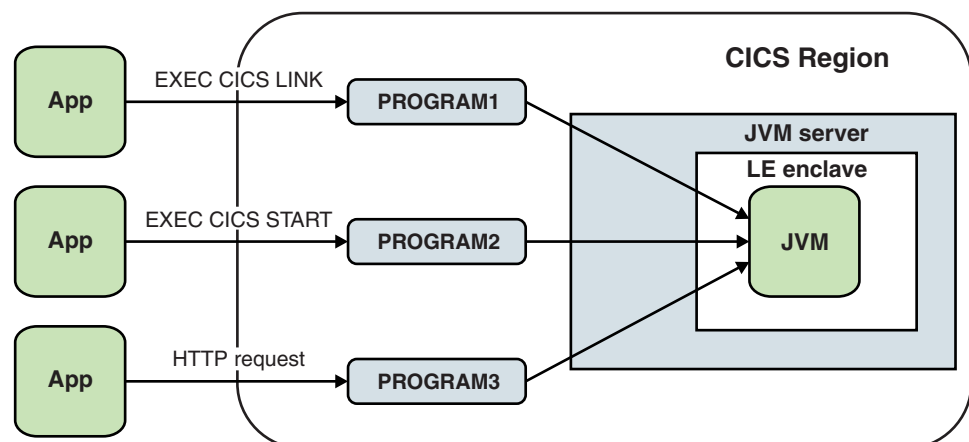 CICS Region
App
EXEC CICS LINK
PROGRAM1
JVM server
LE enclave
App
EXEC CICS START
PROGRAM2
JVM
App
HTTP request
PROGRAM3